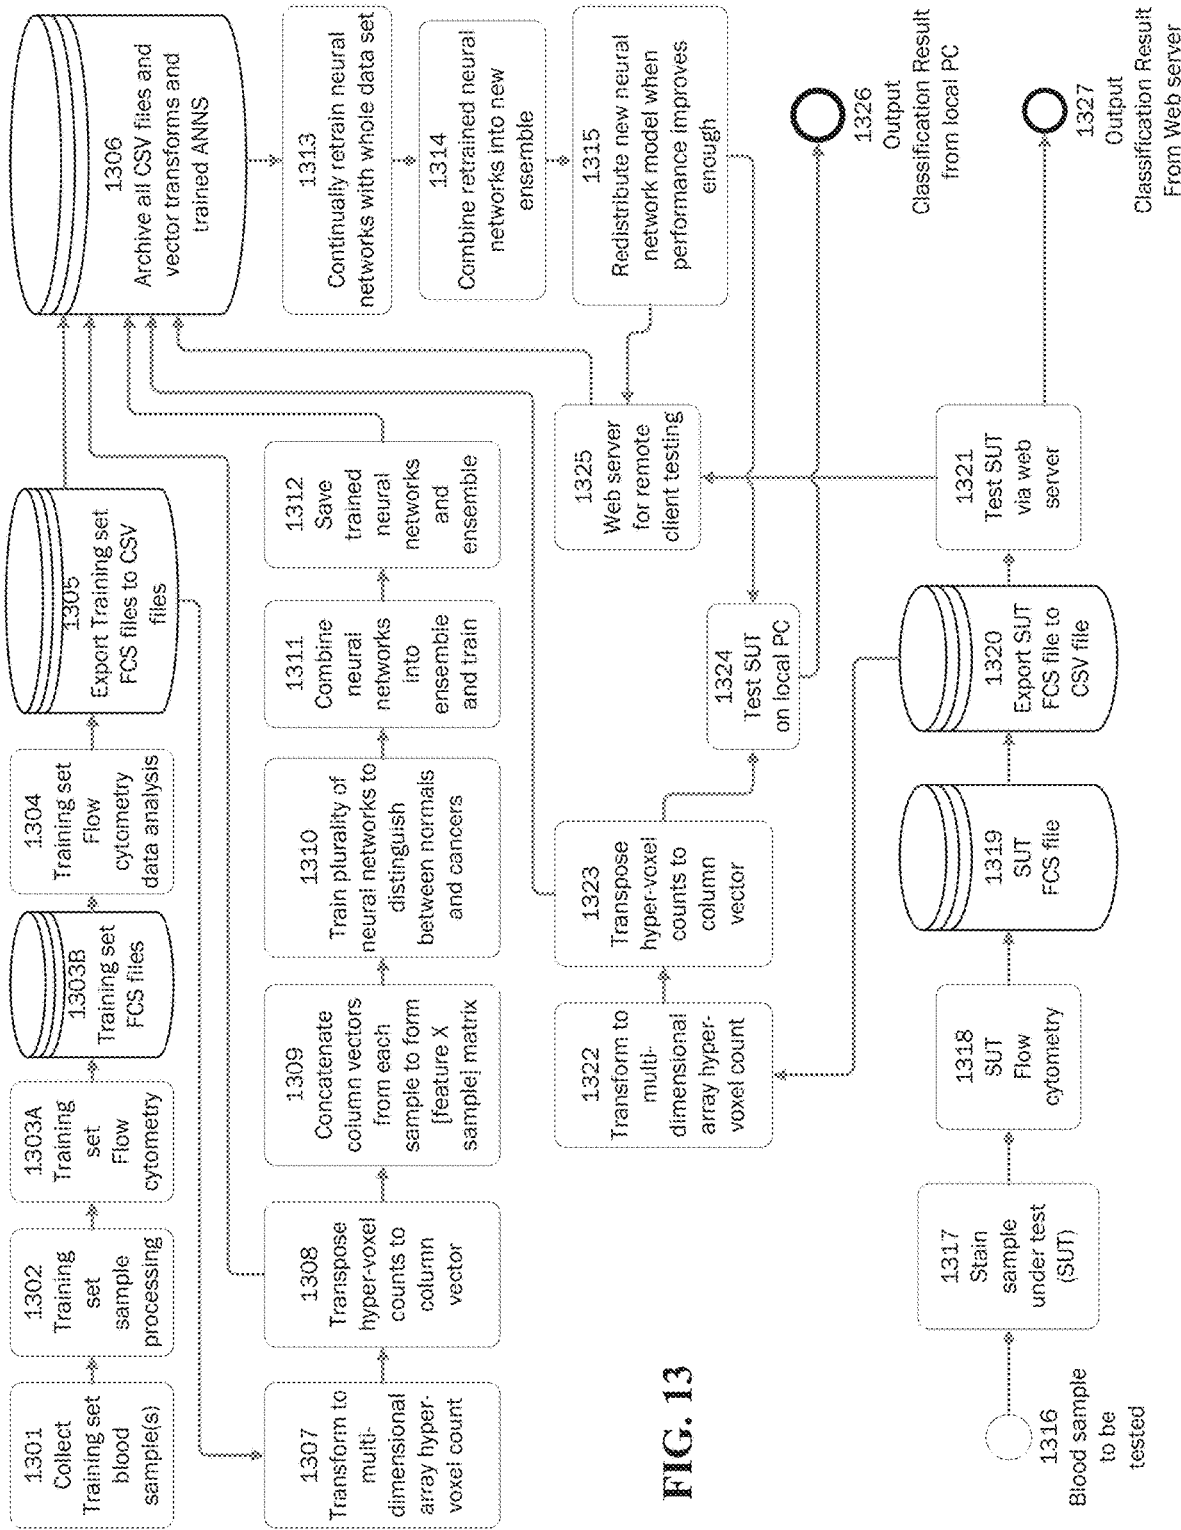 1301
Collect
Training set
blood
sample(s)
1302
Training
set
sample
processing
1303A
Training
set
Flow
cytometry
1303B
Training set
FCS files
1304
Training set
Flow
cytometry
data analysis
1305
Export Training set
FCS files to CSV
files
1306
Archive all CSV files and
vector transforms and
trained ANNS
1307
Transform to
multi-
dimensional
array hyper-
voxel count
1308
Transpose
hyper-voxel
counts to
column
vector
1309
Concatenate
column vectors
from each
sample to form
[feature X
sample] matrix
1310
Train plurality of
neural networks to
distinguish
between normals
and cancers
1311
Combine
neural
networks
into
ensemble
and train
1312
Save
trained
neural
networks
and
ensemble
1313
Continually retrain neural
networks with whole data set
1314
Combine retrained neural
networks into new
ensemble
1315
Redistribute new neural
network model when
performance improves
enough
1322
Transform to
multi-
dimensional
array hyper-
voxel count
1323
Transpose
hyper-voxel
counts to
column
vector
1324
Test SUT
on local PC
1325
Web server
for remote
client testing
1326
Output
Classification Result
from local PC
1316
Blood sample
to be
tested
1317
Stain
sample
under test
(SUT)
1318
SUT
Flow
cytometry
1319
SUT
FCS file
1320
Export SUT
FCS file to
CSV file
1321
Test SUT
via web
server
1327
Output
Classification Result
From Web server
FIG. 13